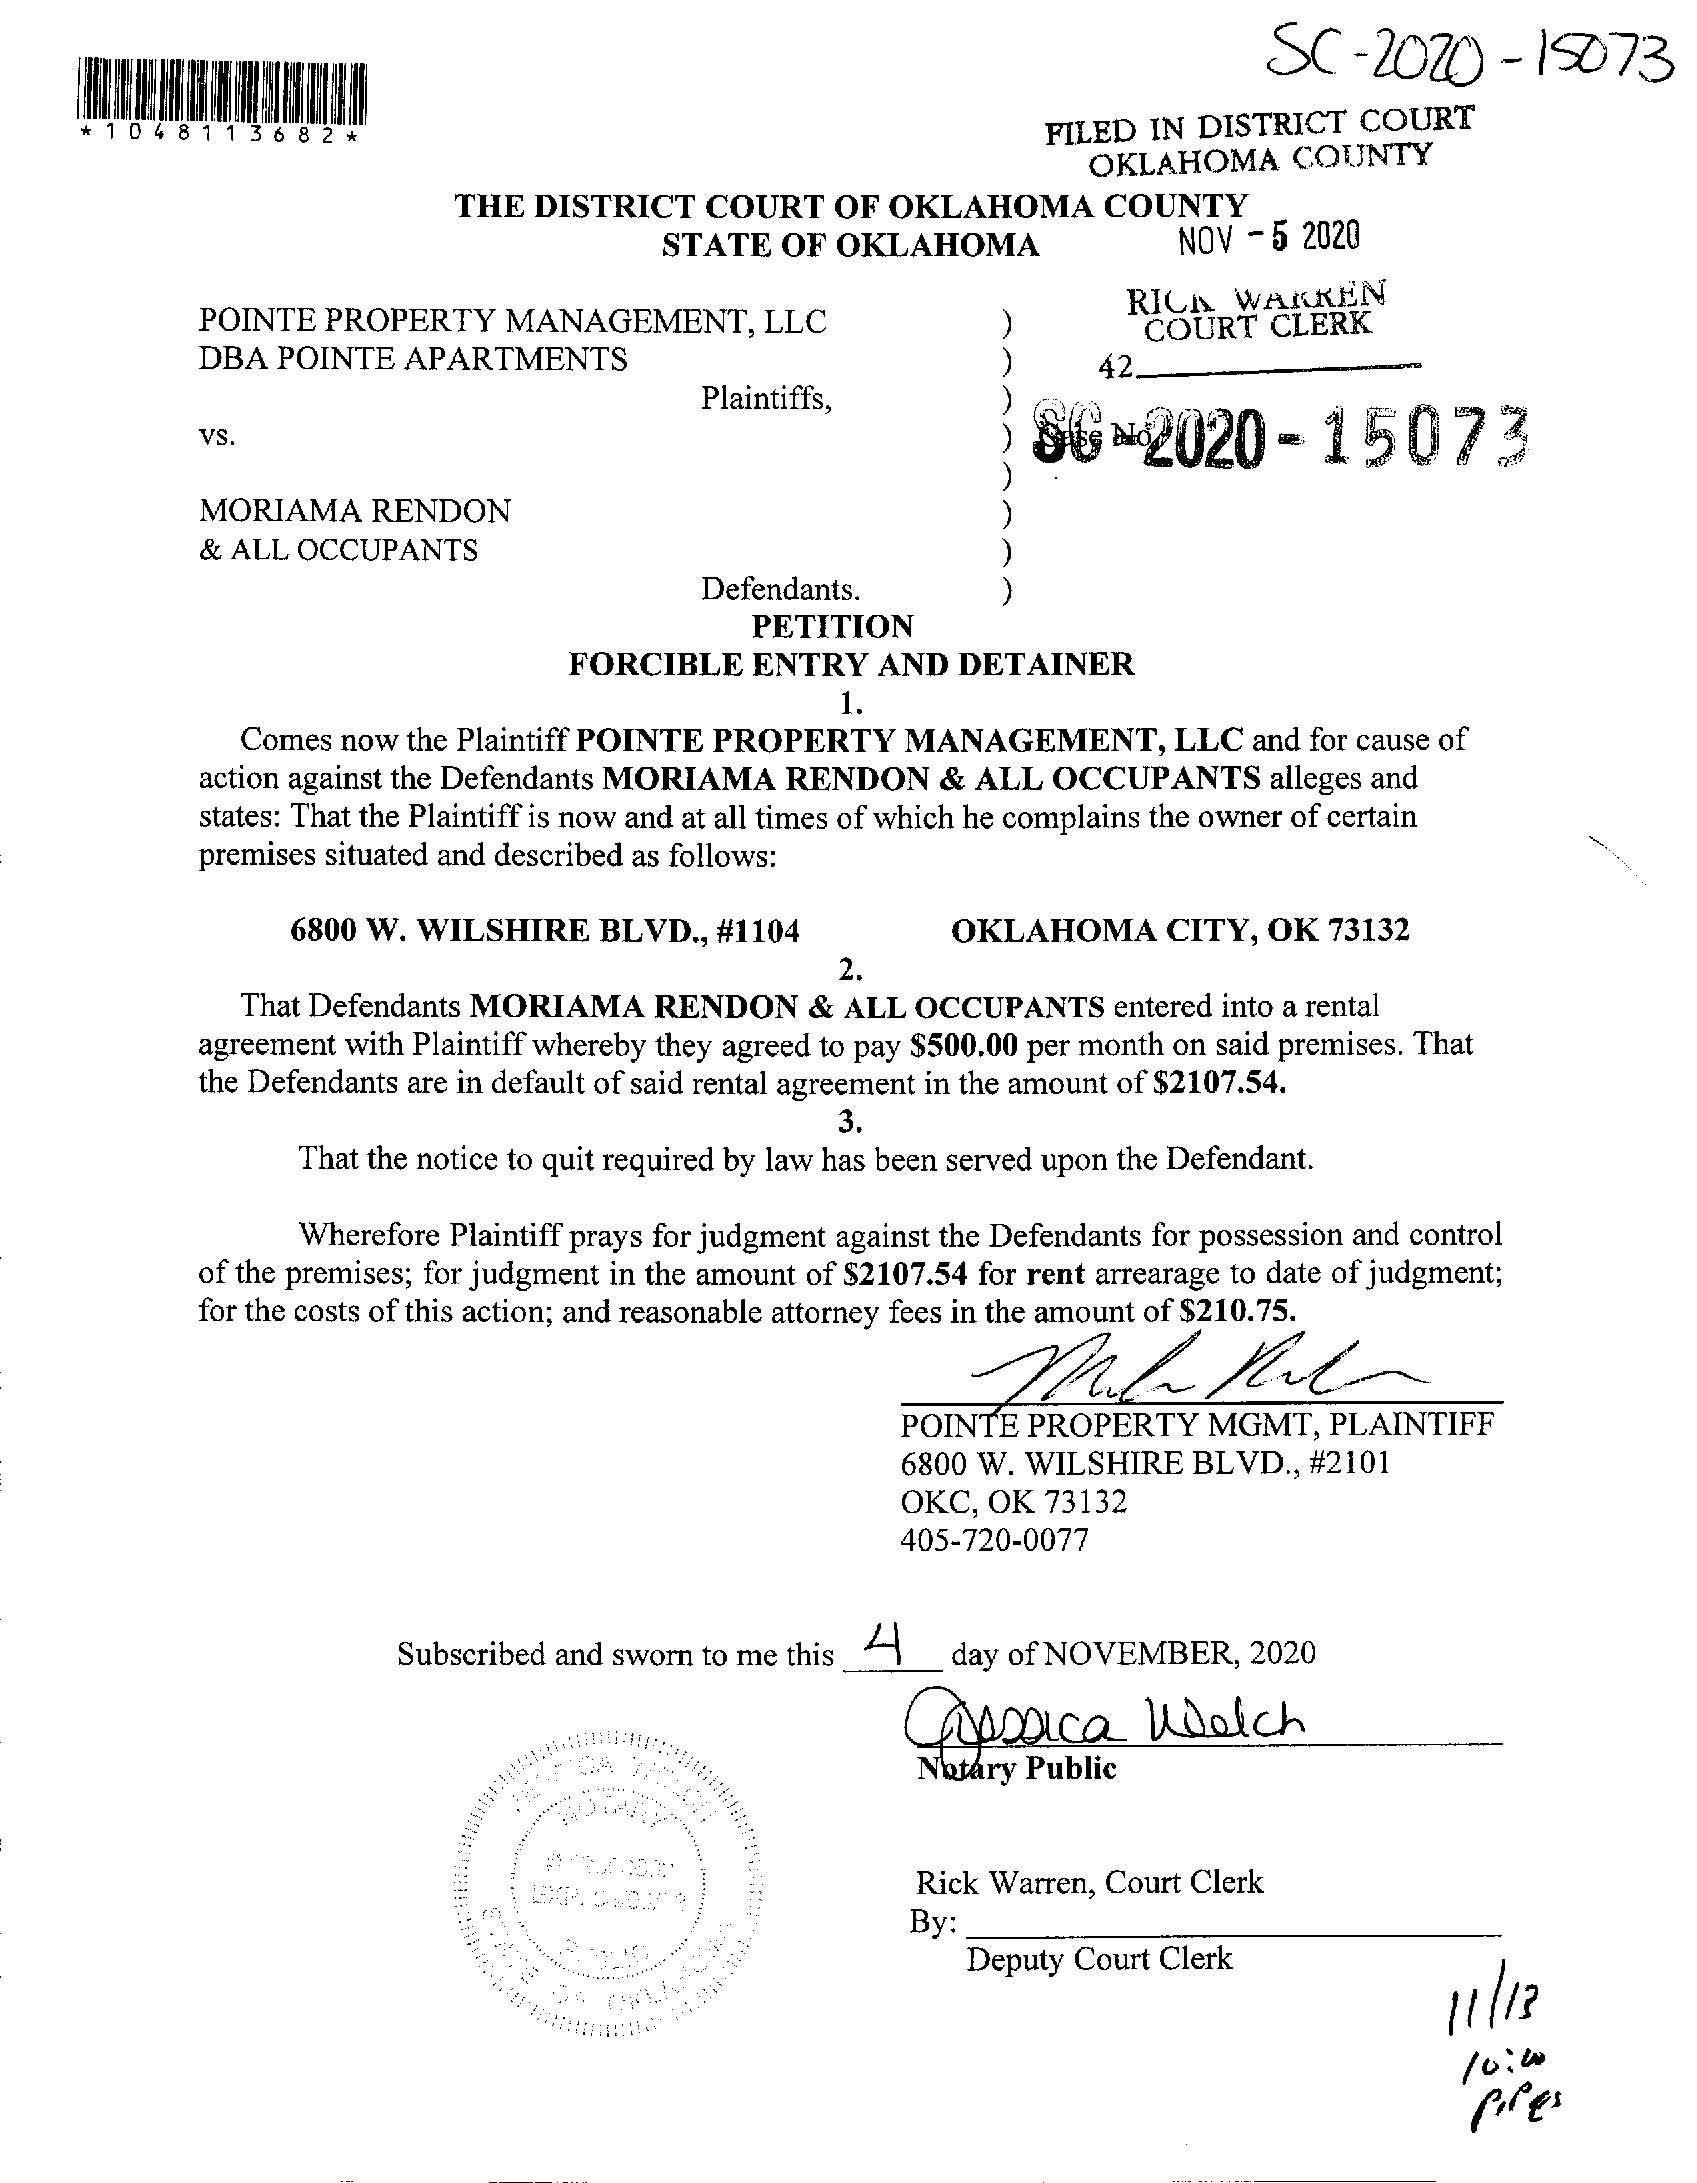 SC-2020-15073
*1048113682*
FILED IN DISTRICT COURT
OKLAHOMA COUNTY
THE DISTRICT COURT OF OKLAHOMA COUNTY
STATE OF OKLAHOMA
NOV -5 2020
RICK WARREN
COURT CLERK
42
POINTE PROPERTY MANAGEMENT, LLC )
DBA POINTE APARTMENTS )
Plaintiffs, )
vs. ) Case No.
SC-2020-15073
)
MORIAMA RENDON )
& ALL OCCUPANTS )
Defendants. )
PETITION
FORCIBLE ENTRY AND DETAINER
1.
Comes now the Plaintiff POINTE PROPERTY MANAGEMENT, LLC and for cause of
action against the Defendants MORIAMA RENDON & ALL OCCUPANTS alleges and
states: That the Plaintiff is now and at all times of which he complains the owner of certain
premises situated and described as follows:
6800 W. WILSHIRE BLVD., #1104 OKLAHOMA CITY, OK 73132
2.
That Defendants MORIAMA RENDON & ALL OCCUPANTS entered into a rental
agreement with Plaintiff whereby they agreed to pay $500.00 per month on said premises. That
the Defendants are in default of said rental agreement in the amount of $2107.54.
3.
That the notice to quit required by law has been served upon the Defendant.
Wherefore Plaintiff prays for judgment against the Defendants for possession and control
of the premises; for judgment in the amount of $2107.54 for rent arrearage to date of judgment;
for the costs of this action; and reasonable attorney fees in the amount of $210.75.
POINTE PROPERTY MGMT, PLAINTIFF
6800 W. WILSHIRE BLVD., #2101
OKC, OK 73132
405-720-0077
Subscribed and sworn to me this 4 day of NOVEMBER, 2020
Jessica Welch
Notary Public
NOTARY
Rick Warren, Court Clerk
By:
Deputy Court Clerk
11/13
10:00